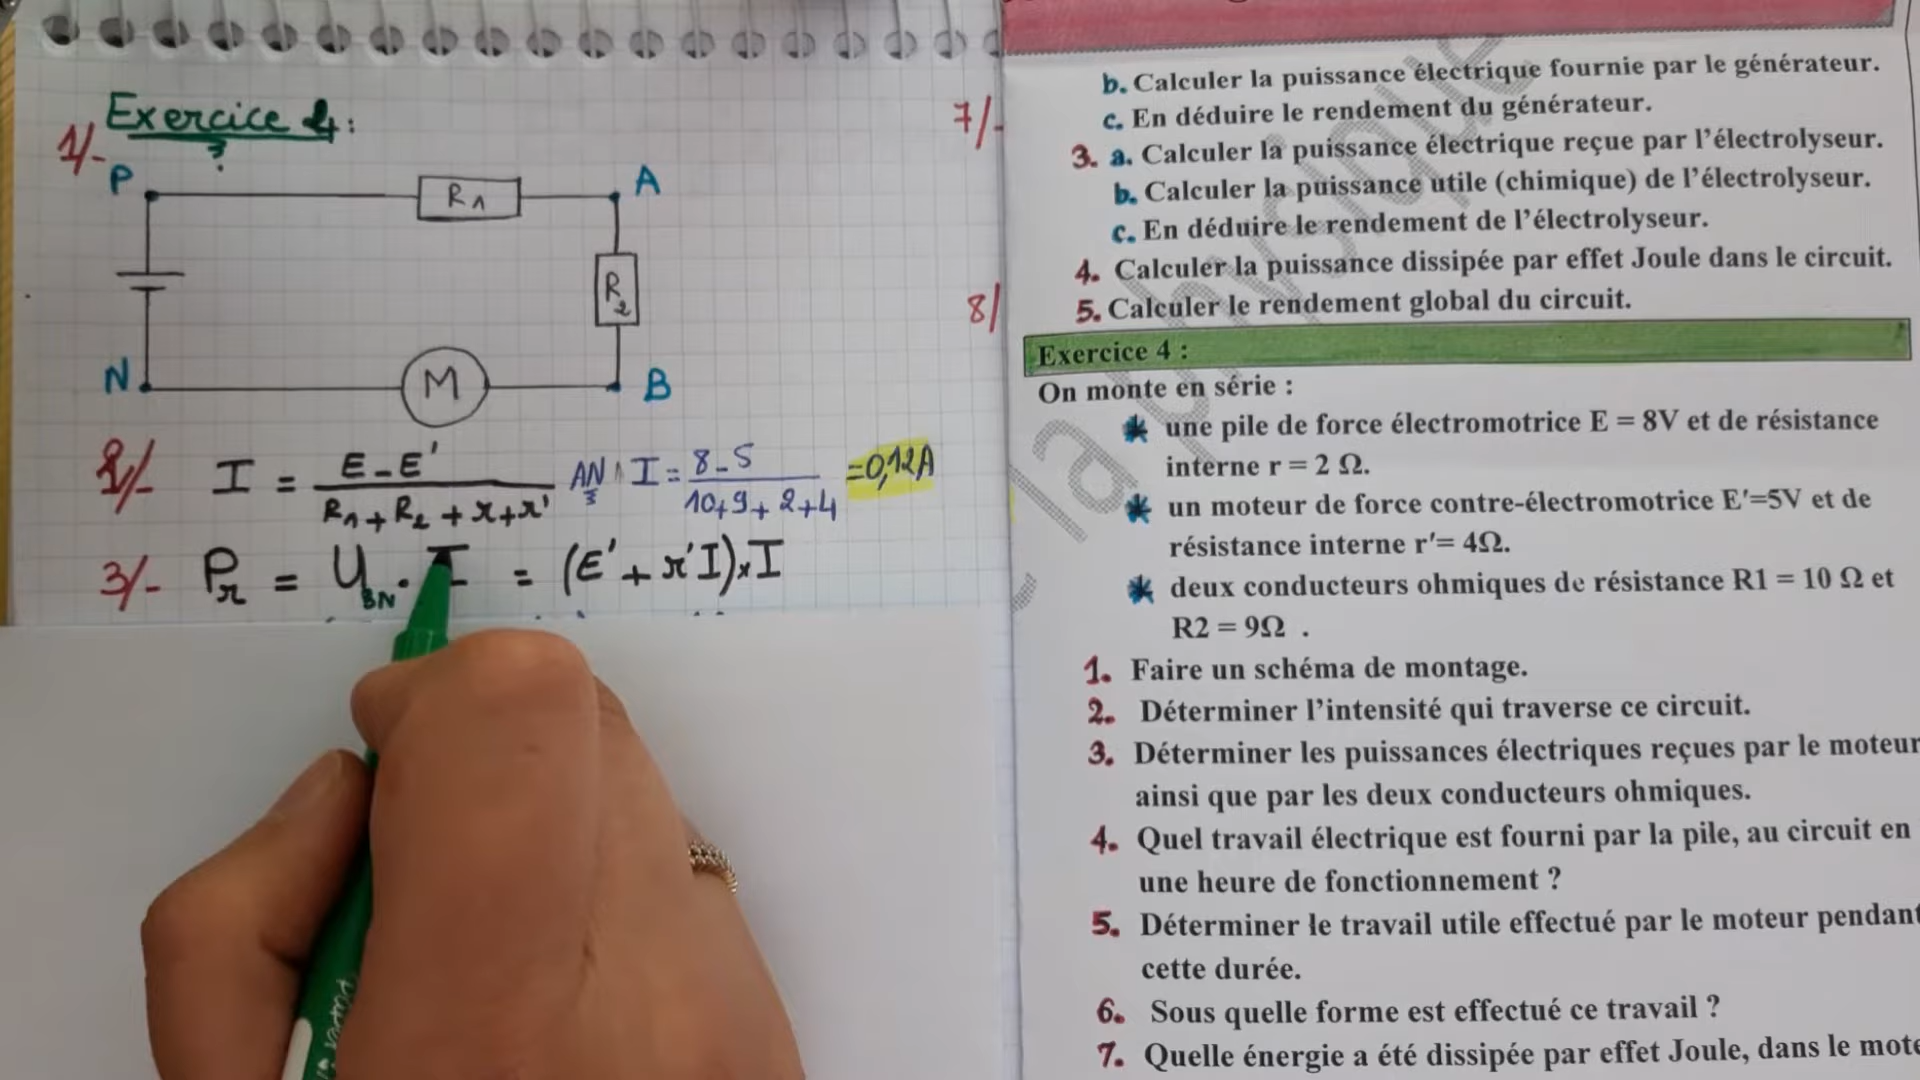 Exercice 4 :
1/-
P
R1
A
R2
N
M
B
2/- I = E - E' / R1 + R2 + r + r' AN : I = 8 - 5 / 10 + 9 + 2 + 4 = 0,12A
3/- Pr = U BN . I = (E' + r'I) x I
7/-
8/
b. Calculer la puissance électrique fournie par le générateur.
c. En déduire le rendement du générateur.
3. a. Calculer la puissance électrique reçue par l'électrolyseur.
b. Calculer la puissance utile (chimique) de l'électrolyseur.
c. En déduire le rendement de l'électrolyseur.
4. Calculer la puissance dissipée par effet Joule dans le circuit.
5. Calculer le rendement global du circuit.
Exercice 4 :
On monte en série :
* une pile de force électromotrice E = 8V et de résistance
interne r = 2 Ω.
* un moteur de force contre-électromotrice E'=5V et de
résistance interne r'= 4Ω.
* deux conducteurs ohmiques de résistance R1 = 10 Ω et
R2 = 9Ω .
1. Faire un schéma de montage.
2. Déterminer l'intensité qui traverse ce circuit.
3. Déterminer les puissances électriques reçues par le moteur
ainsi que par les deux conducteurs ohmiques.
4. Quel travail électrique est fourni par la pile, au circuit en
une heure de fonctionnement ?
5. Déterminer le travail utile effectué par le moteur pendant
cette durée.
6. Sous quelle forme est effectué ce travail ?
7. Quelle énergie a été dissipée par effet Joule, dans le mote